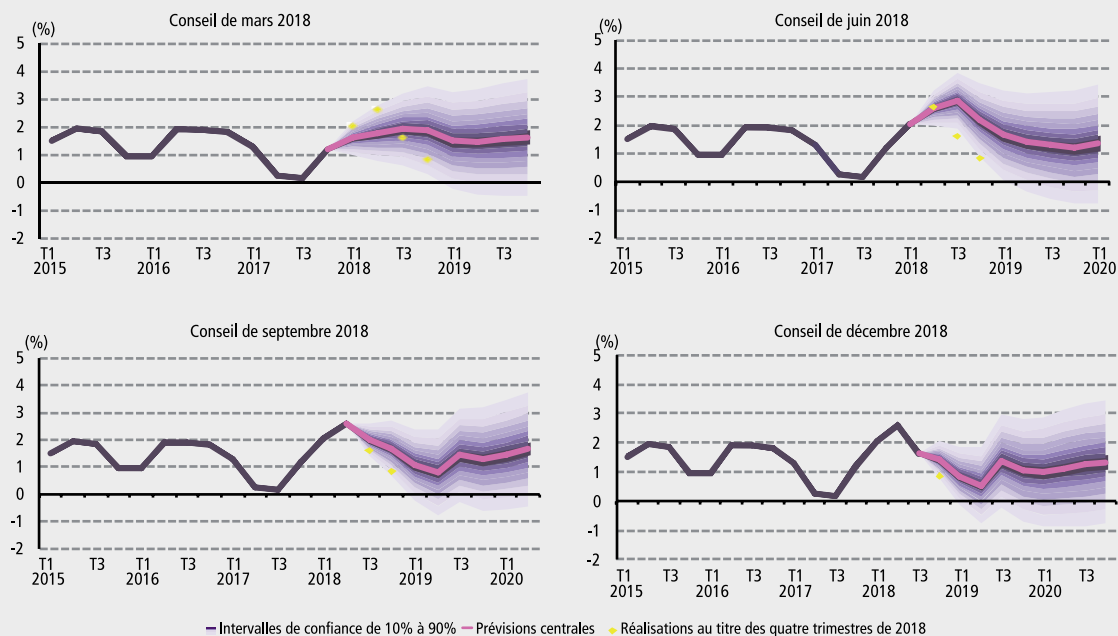 Conseil de mars 2018
(%)
5
4
3
2
1
0
-1
-2
T1 T3 T1 T3 T1 T3 T1 T3 T1 T3
2015 2016 2017 2018 2019
Conseil de juin 2018
(%)
5
4
3
2
1
0
-1
-2
T1 T3 T1 T3 T1 T3 T1 T3 T1 T3 T1
2015 2016 2017 2018 2019 2020
Conseil de septembre 2018
(%)
5
4
3
2
1
0
-1
-2
T1 T3 T1 T3 T1 T3 T1 T3 T1 T3 T1
2015 2016 2017 2018 2019 2020
Conseil de décembre 2018
(%)
5
4
3
2
1
0
-1
-2
T1 T3 T1 T3 T1 T3 T1 T3 T1 T3 T1 T3
2015 2016 2017 2018 2019 2020
Intervalles de confiance de 10% à 90% Prévisions centrales Réalisations au titre des quatre trimestres de 2018